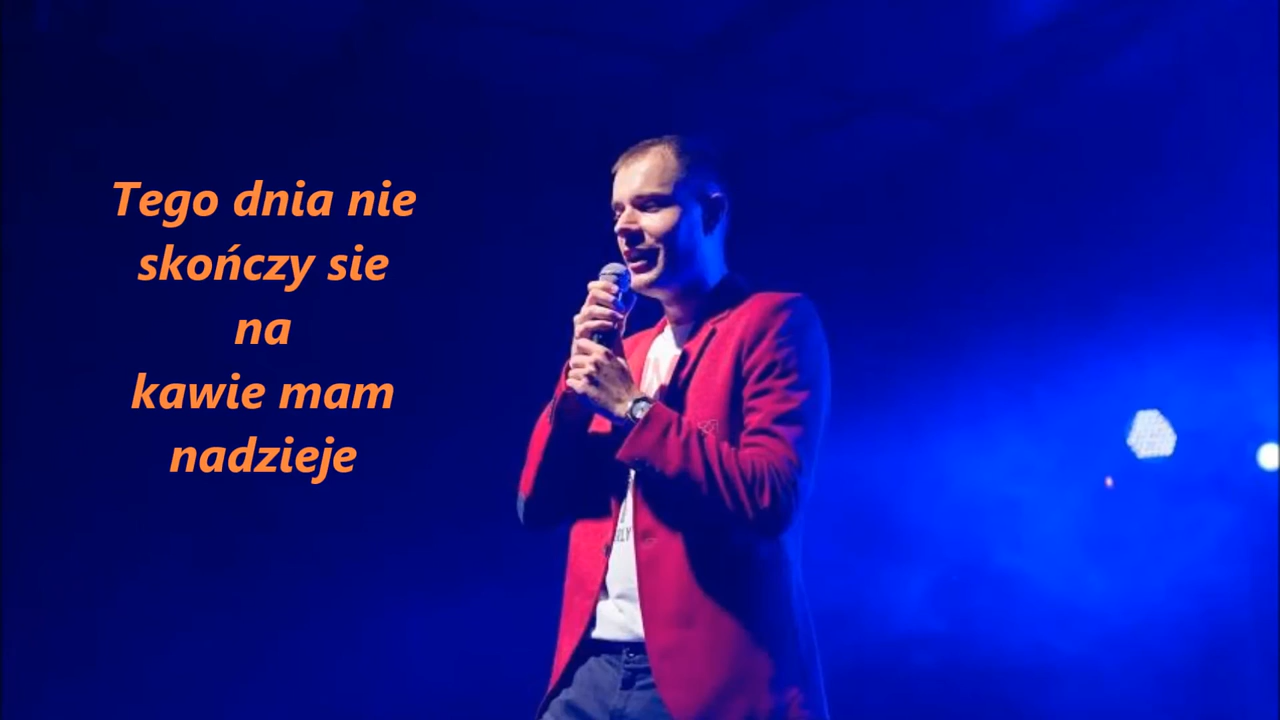 Tego dnia nie
skończy sie
na
kawie mam
nadzieje